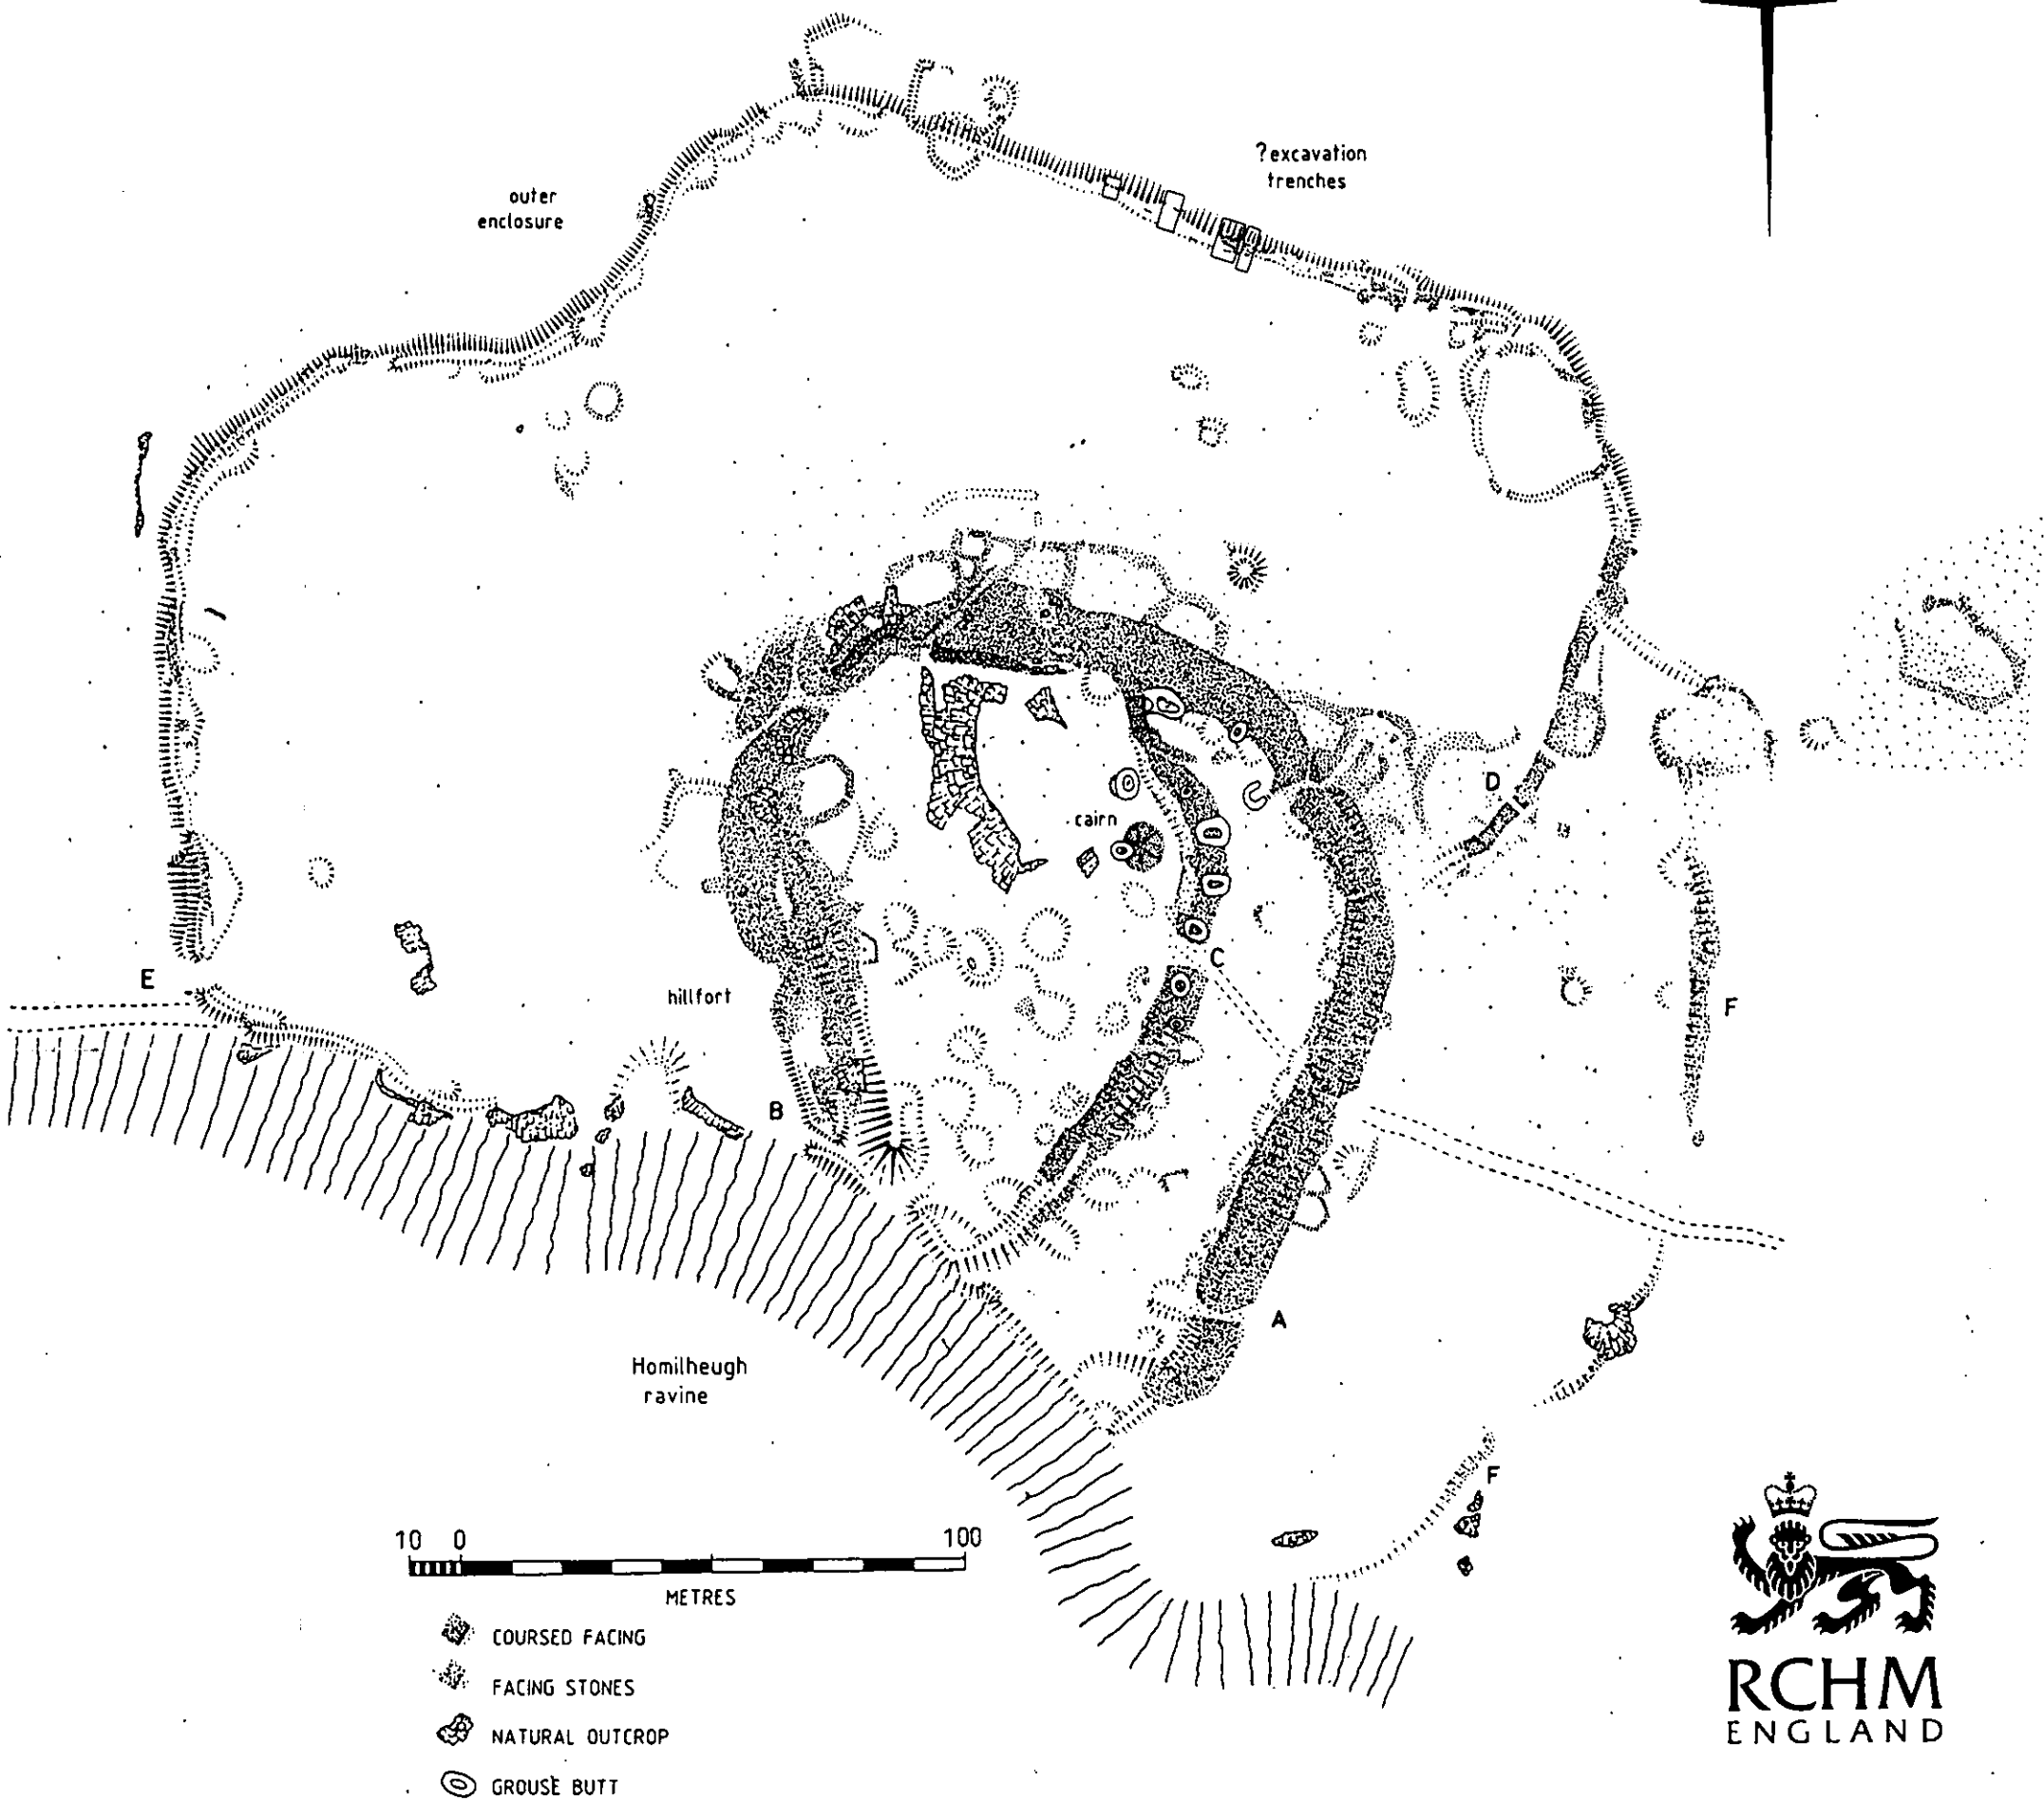 ?excavation
trenches
outer
enclosure
D
cairn
C
E
hillfort
F
B
A
Homilheugh
ravine
F
10 0 100
METRES
COURSED FACING
FACING STONES
NATURAL OUTCROP
GROUSE BUTT
RCHM
ENGLAND